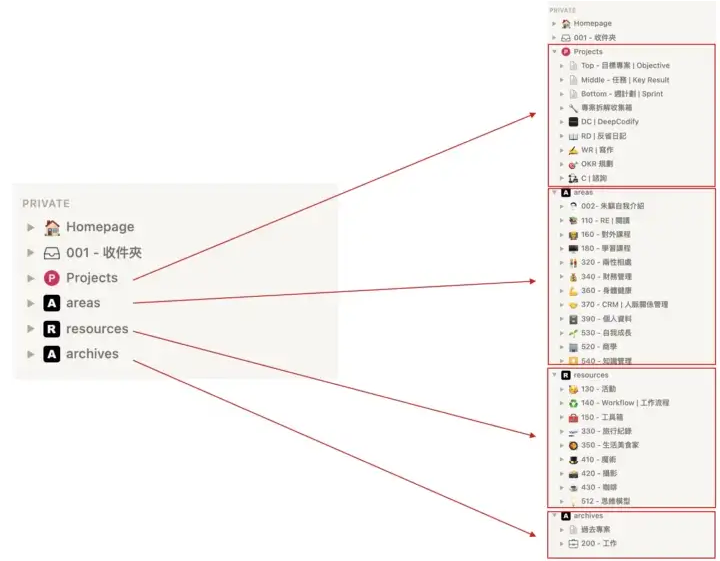 PRIVATE
Homepage
001 - 收件夾
P Projects
A areas
R resources
A archives
PRIVATE
Homepage
001 - 收件夾
P Projects
Top - 目標專案 | Objective
Middle - 任務 | Key Result
Bottom - 週計劃 | Sprint
專案拆解收集箱
DC | DeepCodify
RD | 反省日記
WR | 寫作
OKR 規劃
C | 諮詢
A areas
002- 朱騏自我介紹
110 - RE | 閱讀
160 - 對外課程
180 - 學習課程
320 - 兩性相處
340 - 財務管理
360 - 身體健康
370 - CRM | 人脈關係管理
390 - 個人資料
530 - 自我成長
520 - 商學
540 - 知識管理
R resources
130 - 活動
140 - Workflow | 工作流程
150 - 工具箱
330 - 旅行紀錄
350 - 生活美食家
410 - 魔術
420 - 攝影
430 - 咖啡
512 - 思維模型
A archives
過去專案
200 - 工作